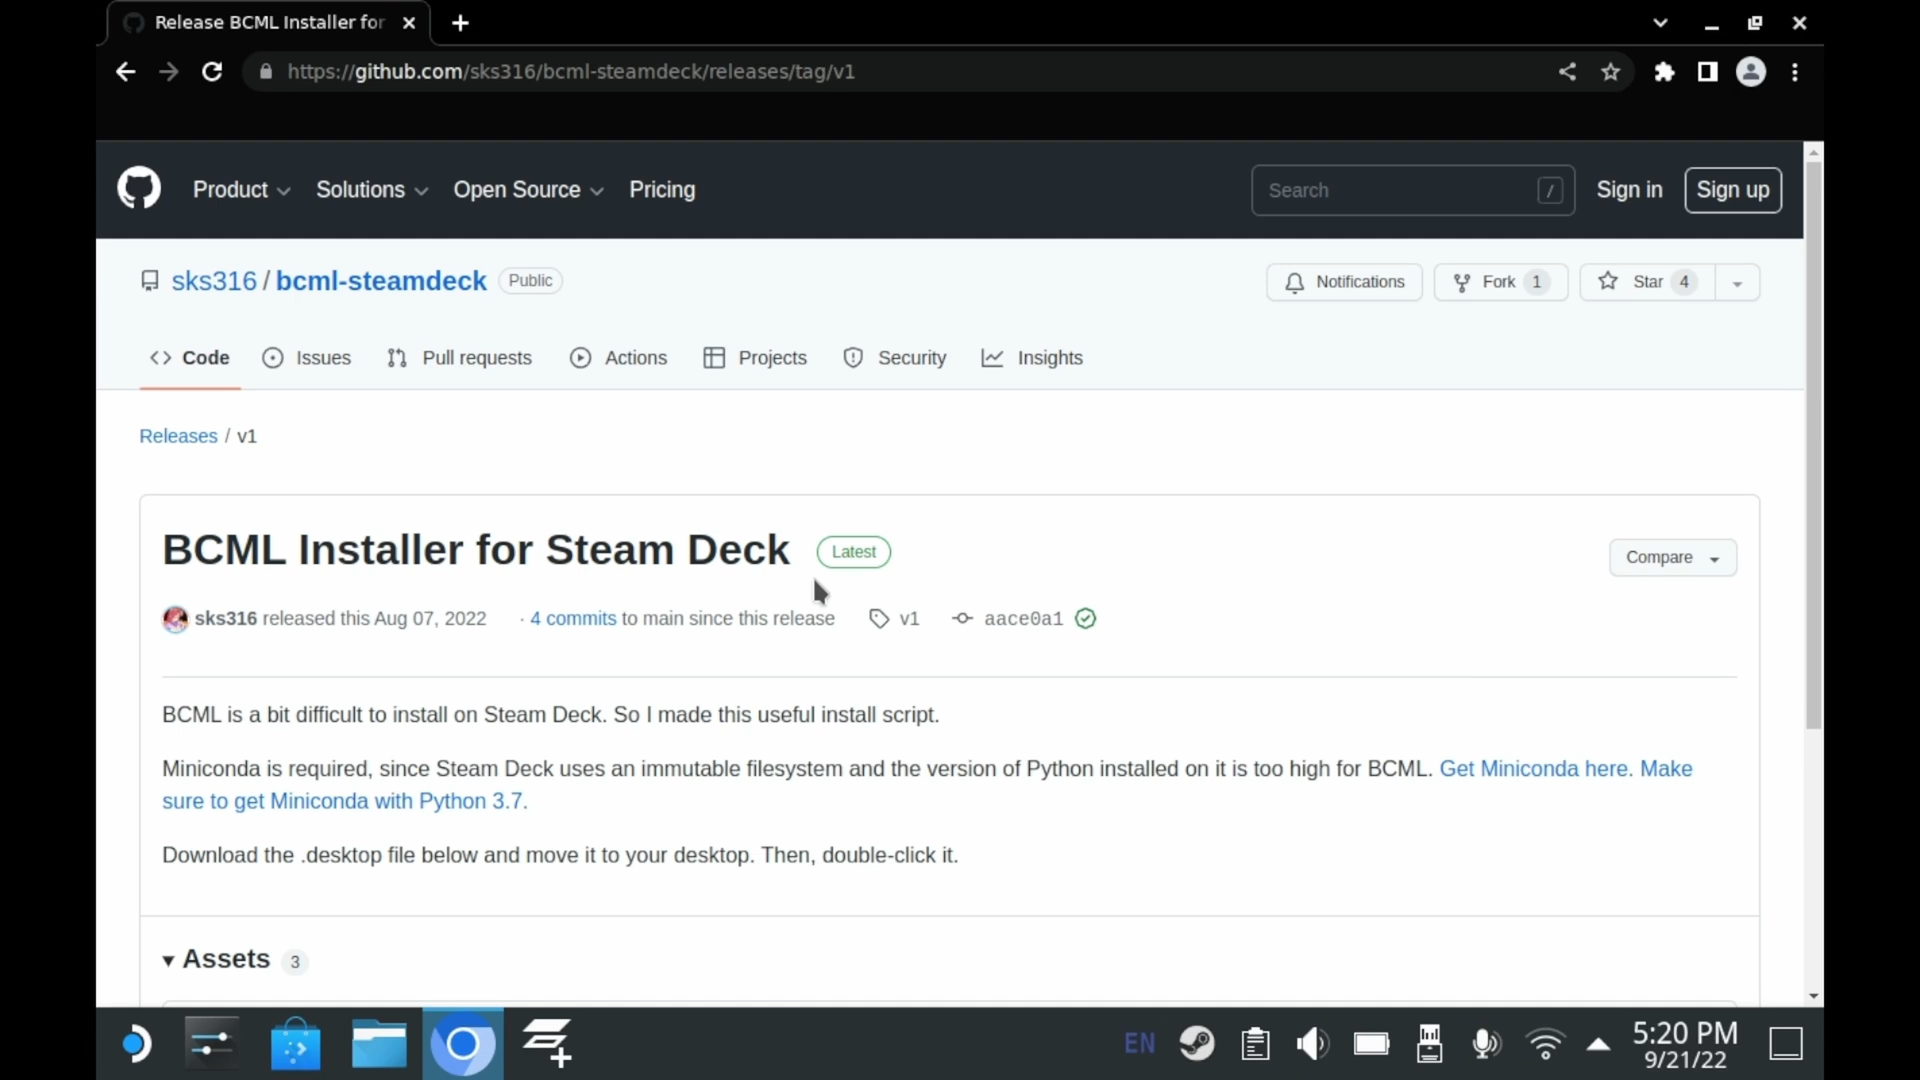 Release BCML Installer for
https://github.com/sks316/bcml-steamdeck/releases/tag/v1
Product Solutions Open Source Pricing Search / Sign in Sign up
sks316 / bcml-steamdeck Public Notifications Fork 1 Star 4
Code Issues Pull requests Actions Projects Security Insights
Releases / v1
BCML Installer for Steam Deck Latest Compare
sks316 released this Aug 07, 2022 · 4 commits to main since this release v1 aace0a1
BCML is a bit difficult to install on Steam Deck. So I made this useful install script.
Miniconda is required, since Steam Deck uses an immutable filesystem and the version of Python installed on it is too high for BCML. Get Miniconda here. Make
sure to get Miniconda with Python 3.7.
Download the .desktop file below and move it to your desktop. Then, double-click it.
Assets 3
EN 5:20 PM
9/21/22